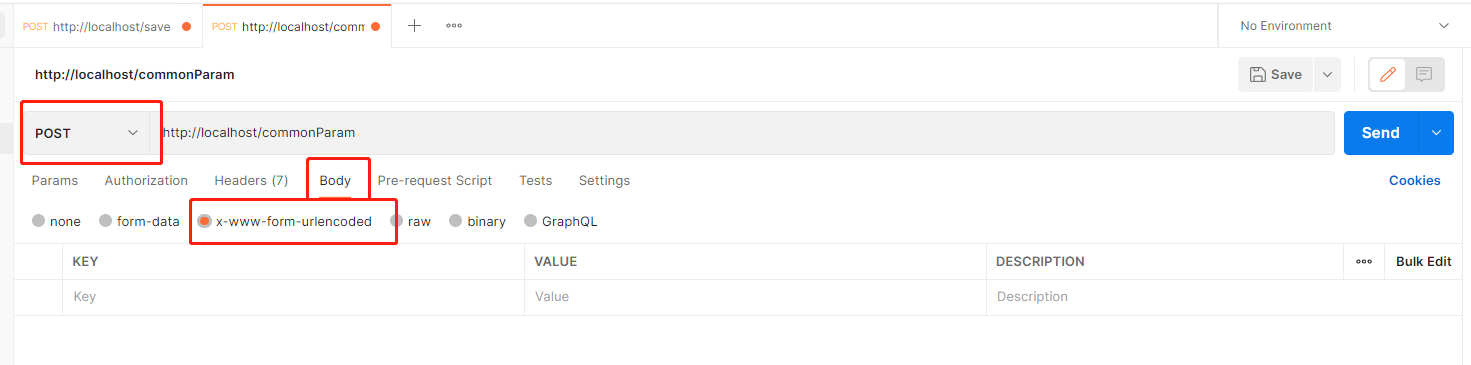 POST http://localhost/save POST http://localhost/comm No Environment
http://localhost/commonParam Save
POST http://localhost/commonParam Send
Params Authorization Headers (7) Body Pre-request Script Tests Settings Cookies
none form-data x-www-form-urlencoded raw binary GraphQL
KEY VALUE DESCRIPTION Bulk Edit
Key Value Description